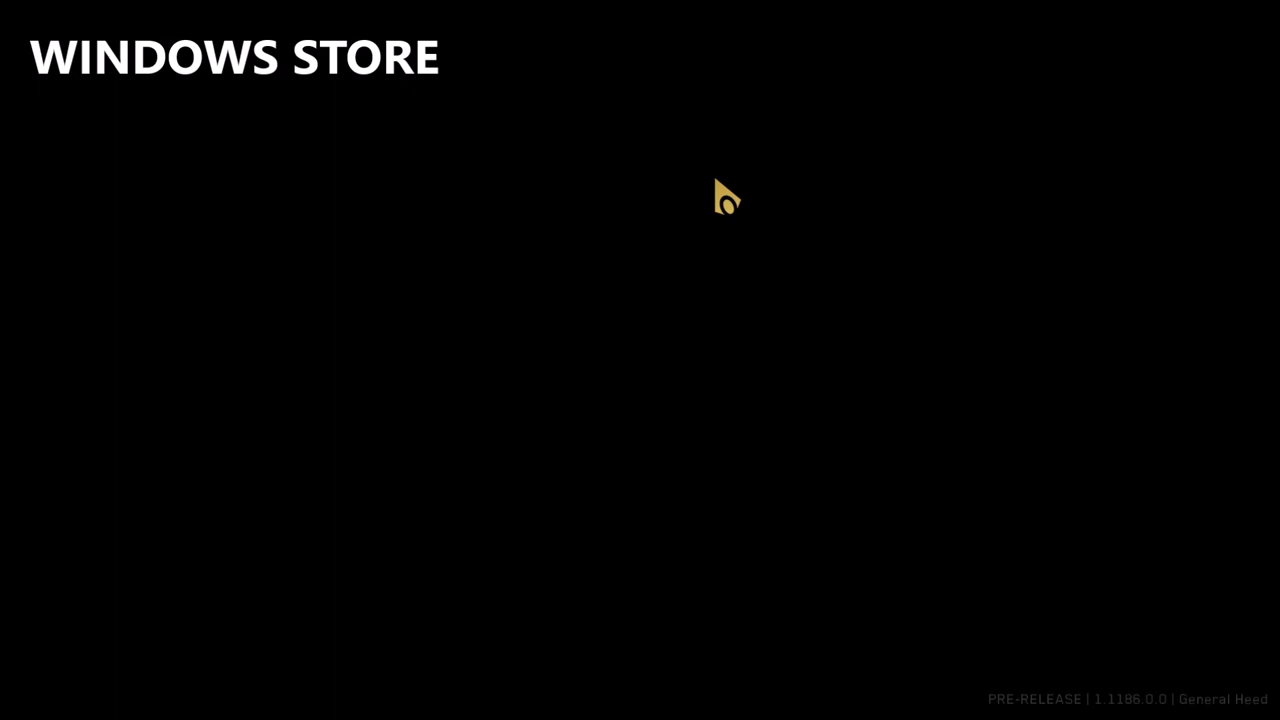 WINDOWS STORE
PRE-RELEASE | 1.1186.0.0 | General Heed